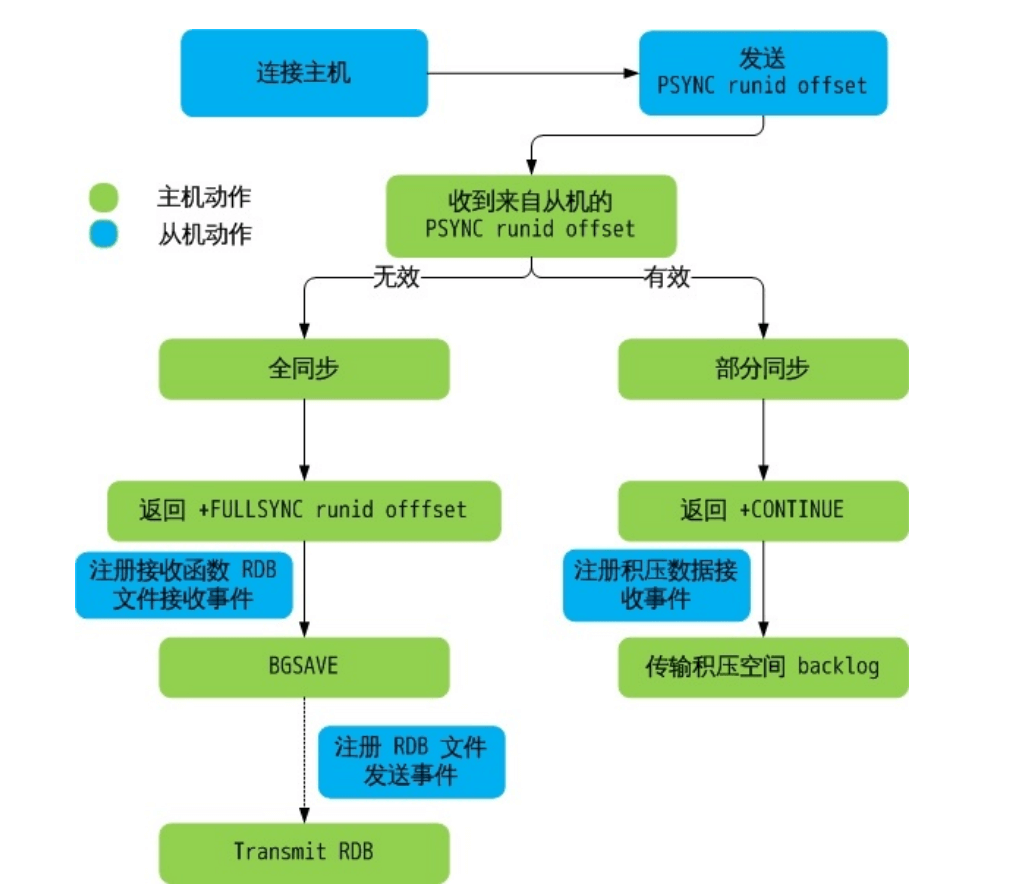 连接主机
发送
PSYNC runid offset
主机动作
从机动作
收到来自从机的
PSYNC runid offset
无效
有效
全同步
部分同步
返回 +FULLSYNC runid offfset
返回 +CONTINUE
注册接收函数 RDB
文件接收事件
注册积压数据接
收事件
BGSAVE
传输积压空间 backlog
注册 RDB 文件
发送事件
Transmit RDB